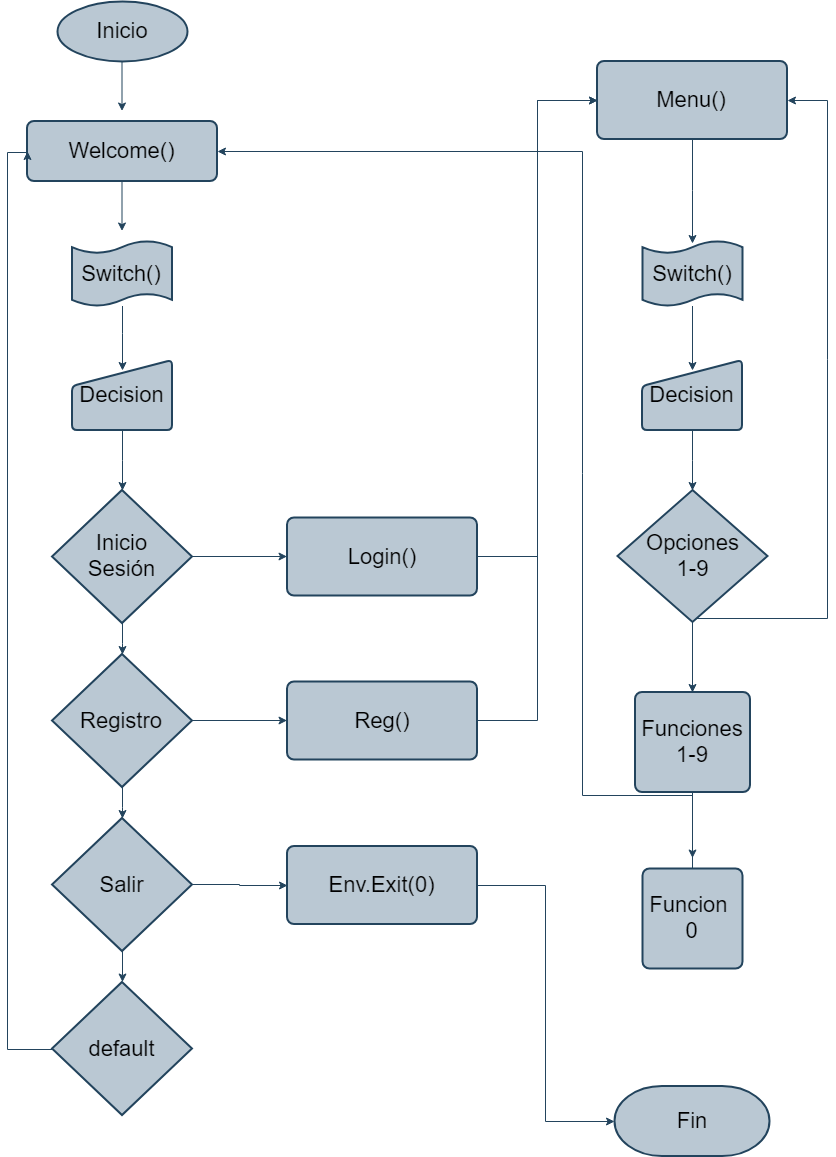 Inicio
Welcome()
Switch()
Decision
Inicio
Sesión
Login()
Registro
Reg()
Salir
Env.Exit(0)
default
Menu()
Switch()
Decision
Opciones
1-9
Funciones
1-9
Funcion
0
Fin